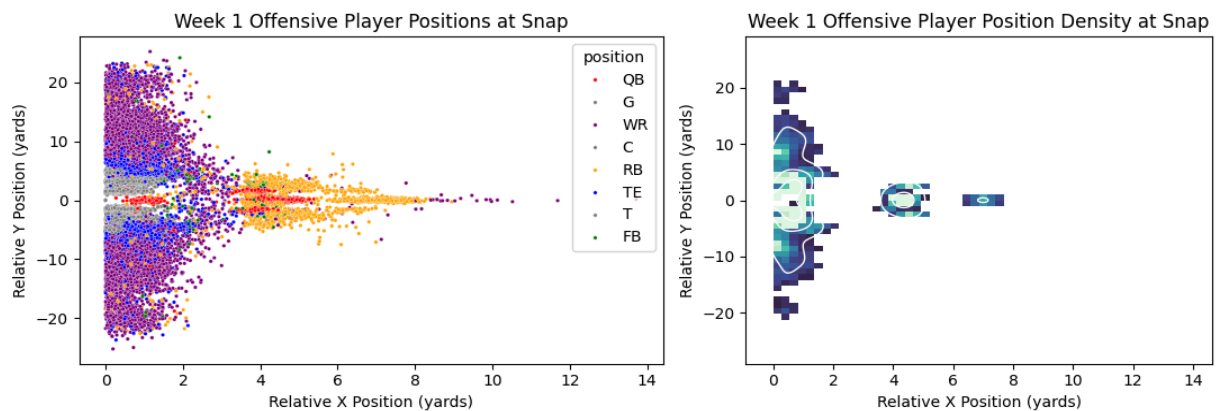 Week 1 Offensive Player Positions at Snap
Relative Y Position (yards)
20
10
0
−10
−20
0
2
4
6
8
10
12
14
Relative X Position (yards)
position
QB
G
WR
C
RB
TE
T
FB
Week 1 Offensive Player Position Density at Snap
Relative Y Position (yards)
20
10
0
−10
−20
0
2
4
6
8
10
12
14
Relative X Position (yards)